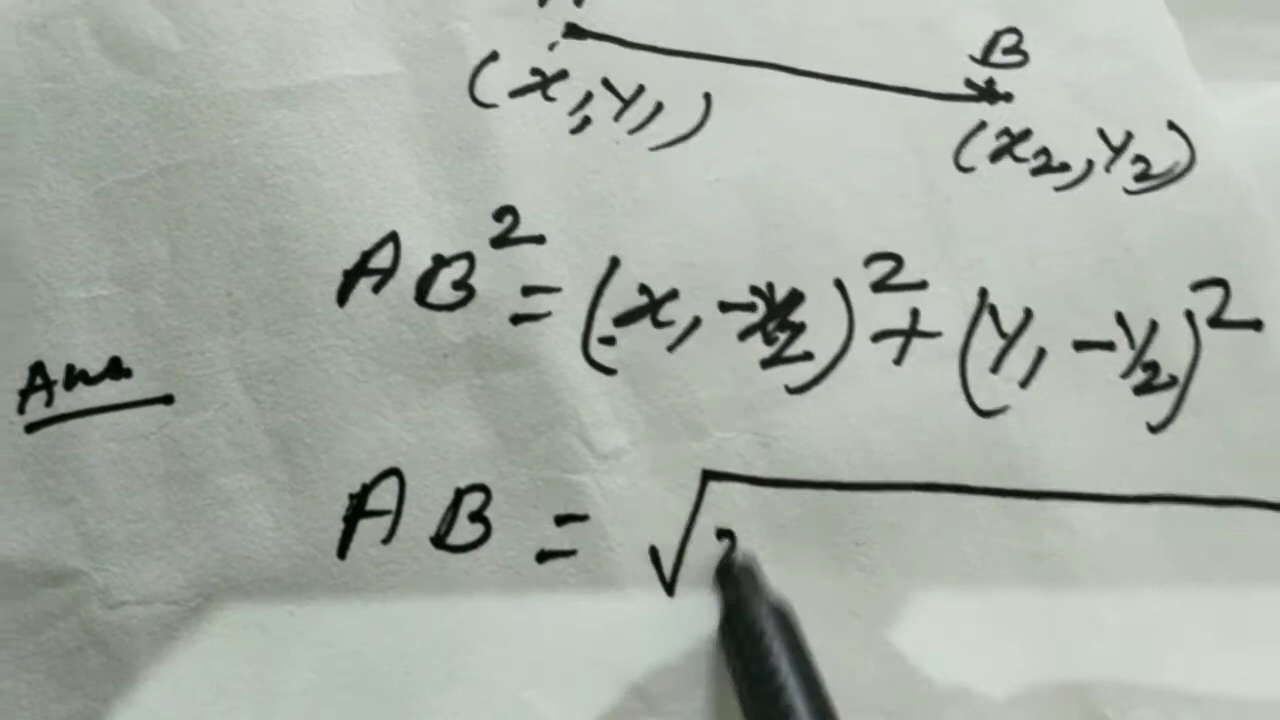 B
(x₁,y₁)
(x₂,y₂)
AB² = (x₁-x₂)² + (y₁-y₂)²
Ans
AB = √